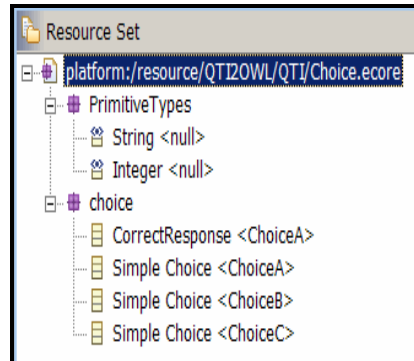 Resource Set
platform:/resource/QTI2OWL/QTI/Choice.ecore
PrimitiveTypes
String <null>
Integer <null>
choice
CorrectResponse <ChoiceA>
Simple Choice <ChoiceA>
Simple Choice <ChoiceB>
Simple Choice <ChoiceC>